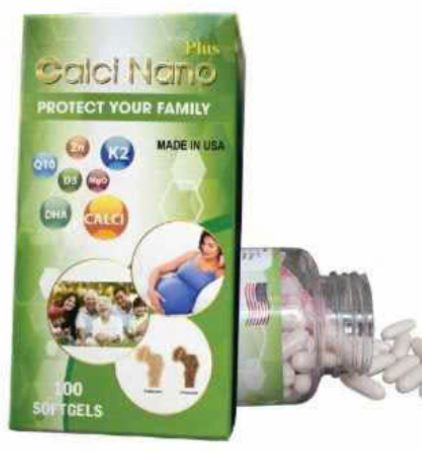 Plus
Calci Nano
PROTECT YOUR FAMILY
MADE IN USA
Zn
K2
Q10
D3
MgO
DHA
CALCI
100
SOFTGELS